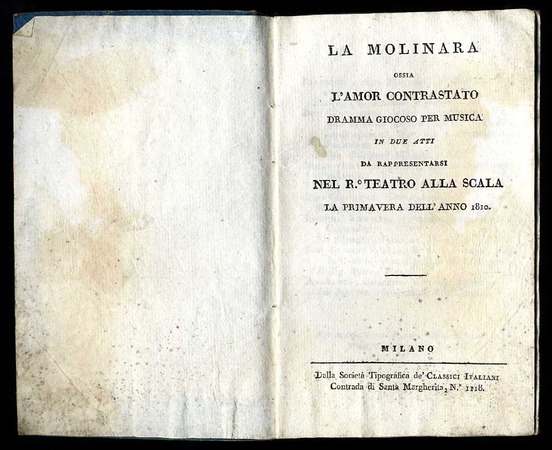 LA MOLINARA
OSSIA
L'AMOR CONTRASTATO
DRAMMA GIOCOSO PER MUSICA
IN DUE ATTI
DA RAPPRESENTARSI
NEL R.° TEATRO ALLA SCALA
LA PRIMAVERA DELL'ANNO 1810.
MILANO
Dalla Società Tipografica de' CLASSICI ITALIANI
Contrada di Santa Margherita, N.° 1118.